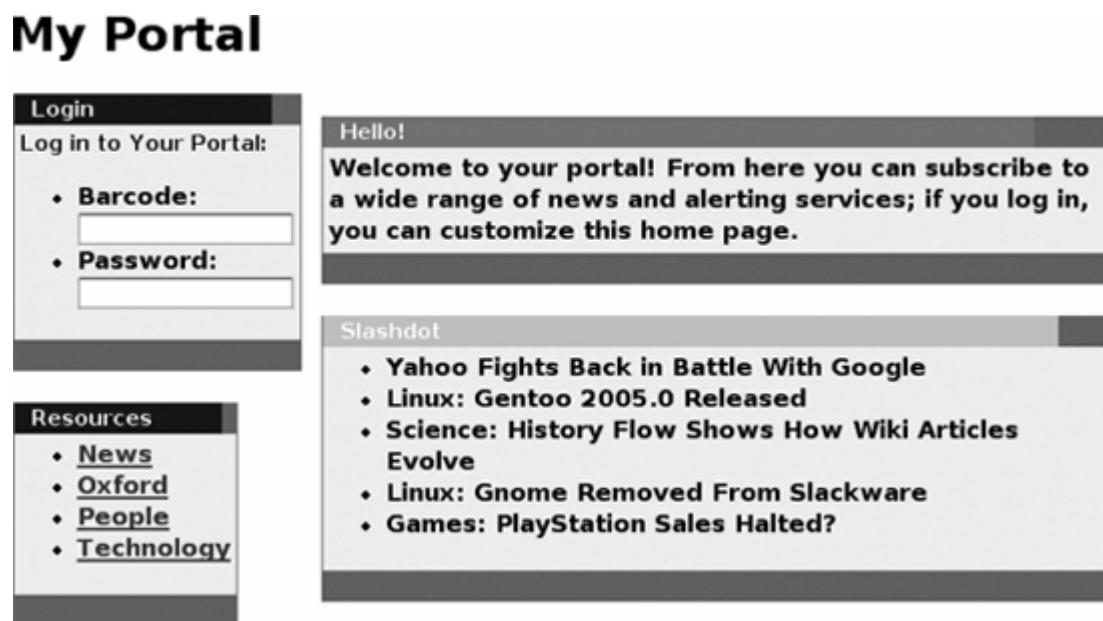 My Portal
Login
Log in to Your Portal:
• Barcode:
• Password:
Resources
• News
• Oxford
• People
• Technology
Hello!
Welcome to your portal! From here you can subscribe to
a wide range of news and alerting services; if you log in,
you can customize this home page.
Slashdot
• Yahoo Fights Back in Battle With Google
• Linux: Gentoo 2005.0 Released
• Science: History Flow Shows How Wiki Articles
Evolve
• Linux: Gnome Removed From Slackware
• Games: PlayStation Sales Halted?